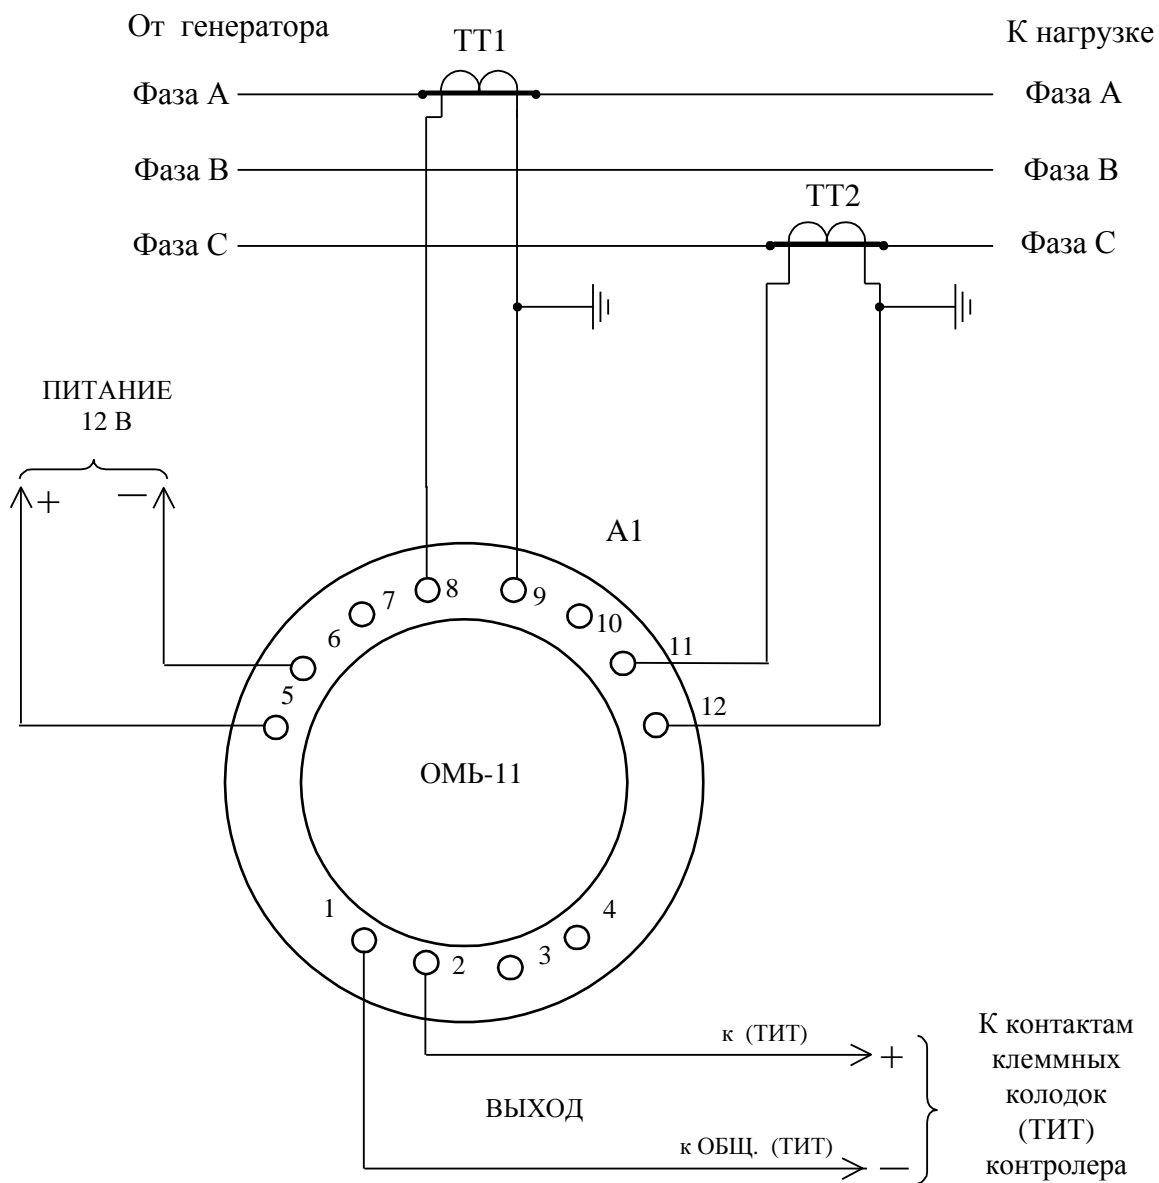 От генератора
ТТ1
К нагрузке
Фаза А
Фаза А
Фаза В
Фаза В
ТТ2
Фаза С
Фаза С
ПИТАНИЕ
12 В
+
—
А1
8
9
7
10
6
11
5
12
ОМЬ-11
1
4
2
3
к (ТИТ)
+
ВЫХОД
к ОБЩ. (ТИТ)
—
К контактам
клеммных
колодок
(ТИТ)
контролера